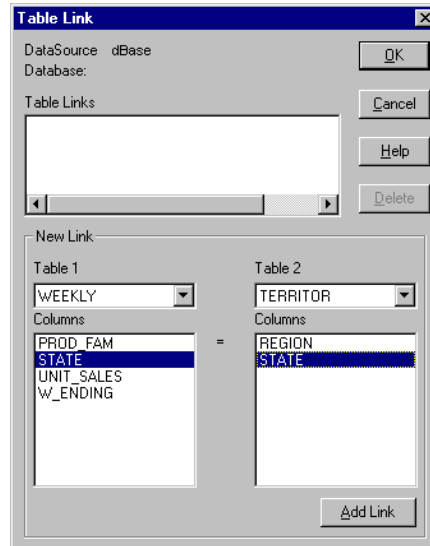 Table Link
DataSource dBase
Database:
OK
Table Links
Cancel
Help
Delete
New Link
Table 1
Table 2
WEEKLY
TERRITOR
Columns
Columns
PROD_FAM
STATE
UNIT_SALES
W_ENDING
=
REGION
STATE
Add Link